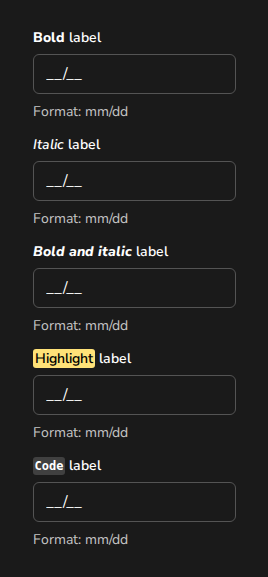 Bold label
__/__
Format: mm/dd
Italic label
__/__
Format: mm/dd
Bold and italic label
__/__
Format: mm/dd
Highlight label
__/__
Format: mm/dd
Code label
__/__
Format: mm/dd